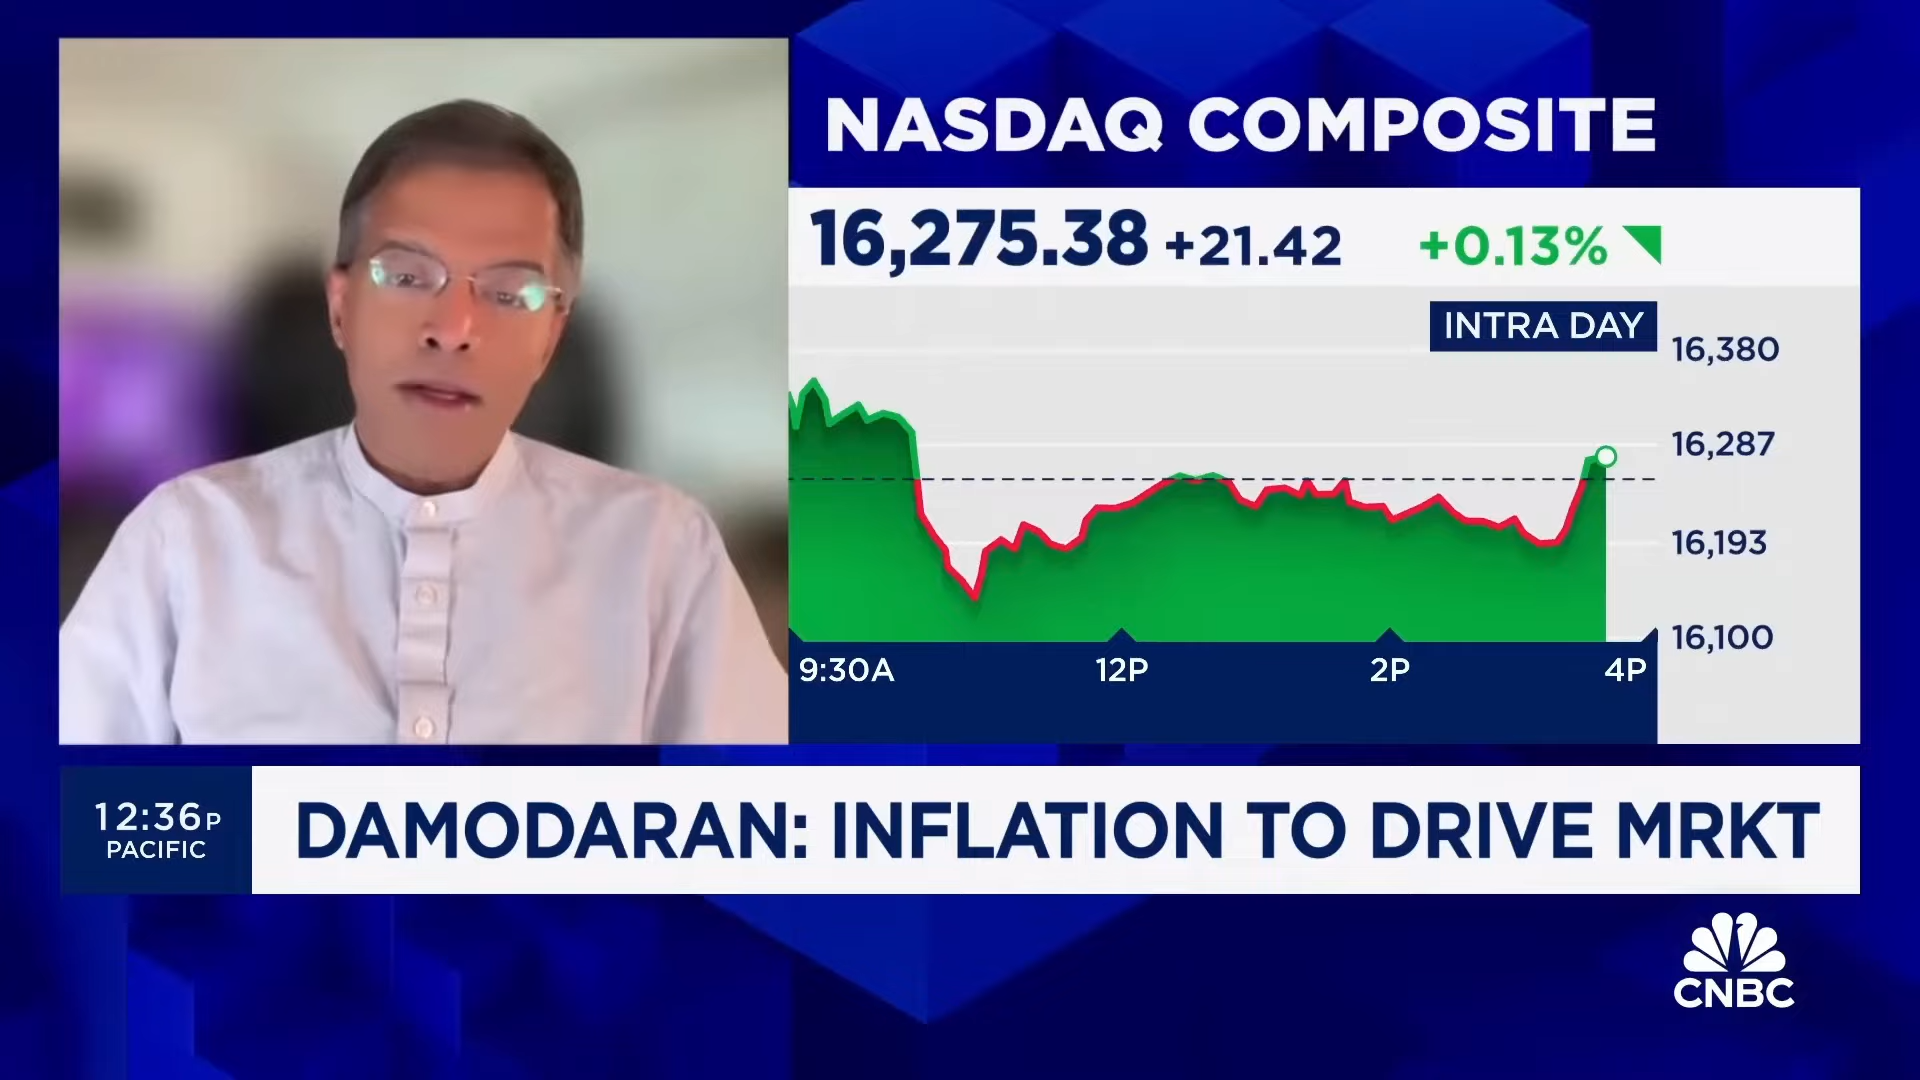 NASDAQ COMPOSITE
16,275.38 +21.42 +0.13%
INTRA DAY
16,380
16,287
16,193
16,100
9:30A 12P 2P 4P
12:36P
PACIFIC
DAMODARAN: INFLATION TO DRIVE MRKT
CNBC